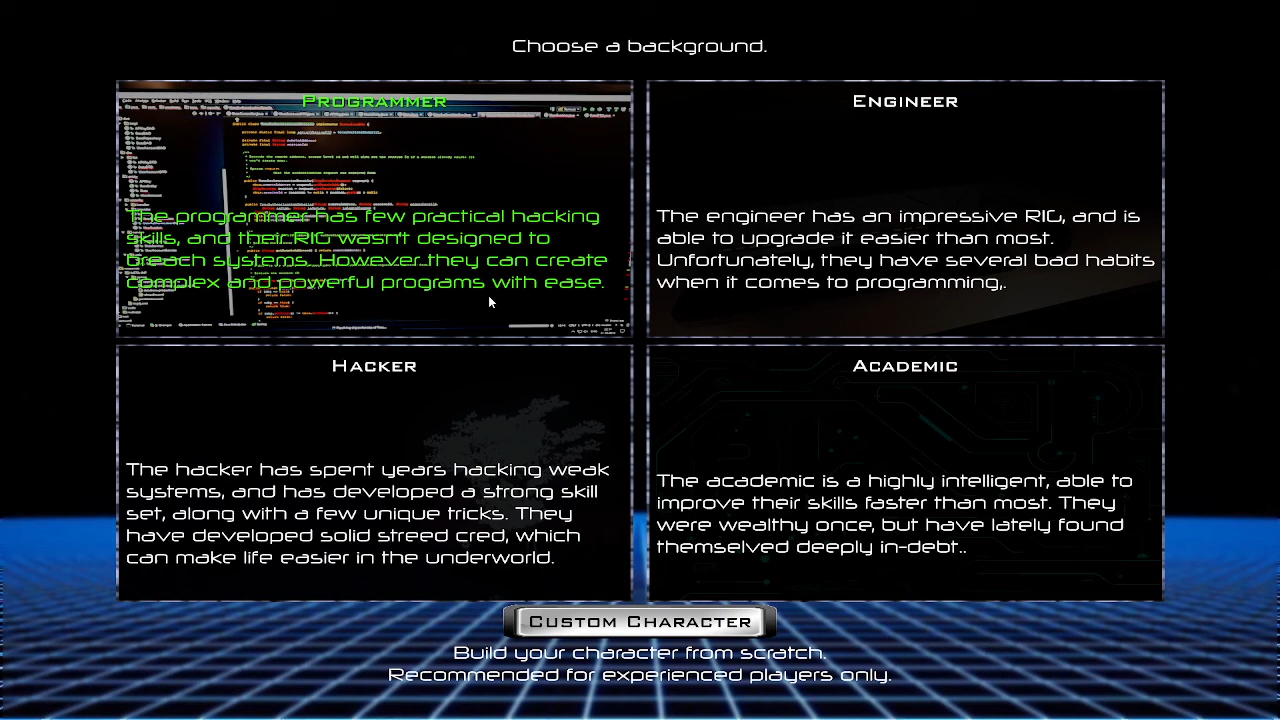 Choose a background.
Programmer
The programmer has few practical hacking
skills, and their RIG wasn't designed to
breach systems. However they can create
complex and powerful programs with ease.
Engineer
The engineer has an impressive RIG, and is
able to upgrade it easier than most.
Unfortunately, they have several bad habits
when it comes to programming,.
Hacker
The hacker has spent years hacking weak
systems, and has developed a strong skill
set, along with a few unique tricks. They
have developed solid streed cred, which
can make life easier in the underworld.
Academic
The academic is a highly intelligent, able to
improve their skills faster than most. They
were wealthy once, but have lately found
themselved deeply in-debt..
Custom Character
Build your character from scratch.
Recommended for experienced players only.